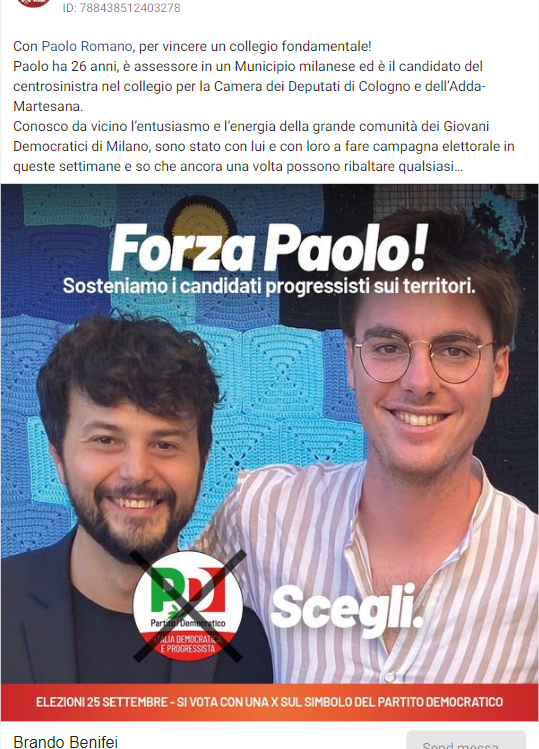 ID: 788438512403278
Con Paolo Romano, per vincere un collegio fondamentale!
Paolo ha 26 anni, è assessore in un Municipio milanese ed è il candidato del
centrosinistra nel collegio per la Camera dei Deputati di Cologno e dell’Adda-
Martesana.
Conosco da vicino l’entusiasmo e l’energia della grande comunità dei Giovani
Democratici di Milano, sono stato con lui e con loro a fare campagna elettorale in
queste settimane e so che ancora una volta possono ribaltare qualsiasi…
Forza Paolo!
Sosteniamo i candidati progressisti sui territori.
PD
Partito Democratico
ITALIA DEMOCRATICA
E PROGRESSISTA
Scegli.
ELEZIONI 25 SETTEMBRE - SI VOTA CON UNA X SUL SIMBOLO DEL PARTITO DEMOCRATICO
Brando Benifei
Send messa